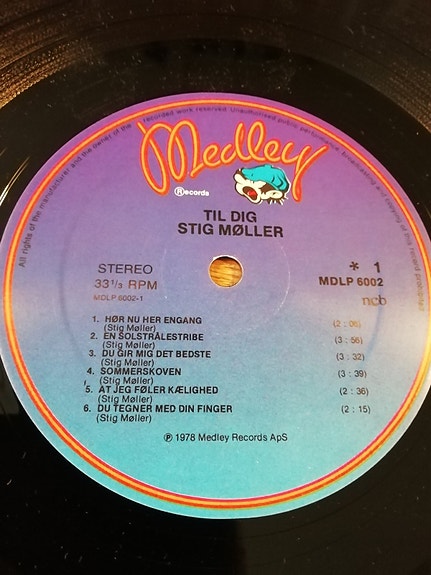 All rights of the manufacturer and the owner of the recorded work reserved. Unauthorised public performance, broadcasting and copying of this record prohibited
Medley
Records
TIL DIG
STIG MØLLER
STEREO
33 1/3 RPM
MDLP 6002-1
* 1
MDLP 6002
ncb
1. HØR NU HER ENGANG
(Stig Møller)
2. EN SOLSTRÅLESTRIBE (3 : 56)
(Stig Møller)
3. DU GIR MIG DET BEDSTE (3 : 32)
(Stig Møller)
4. SOMMERSKOVEN (3 : 39)
(Stig Møller)
5. AT JEG FØLER KÆLIGHED (2 : 36)
(Stig Møller)
6. DU TEGNER MED DIN FINGER (2 : 15)
(Stig Møller)
℗ 1978 Medley Records ApS